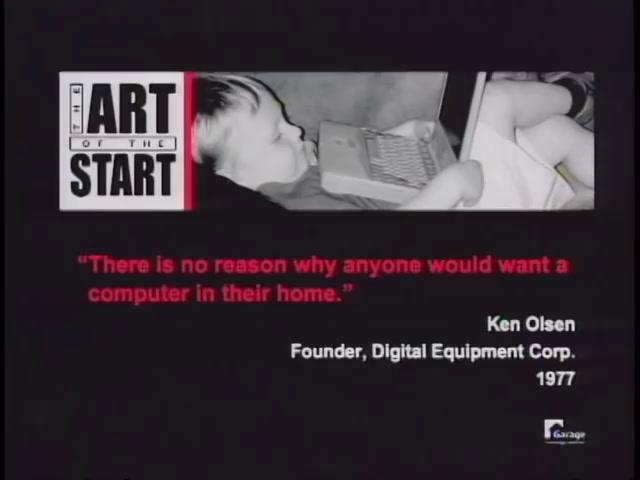 THE
ART
OF THE
START
“There is no reason why anyone would want a
computer in their home.”
Ken Olsen
Founder, Digital Equipment Corp.
1977
Garage